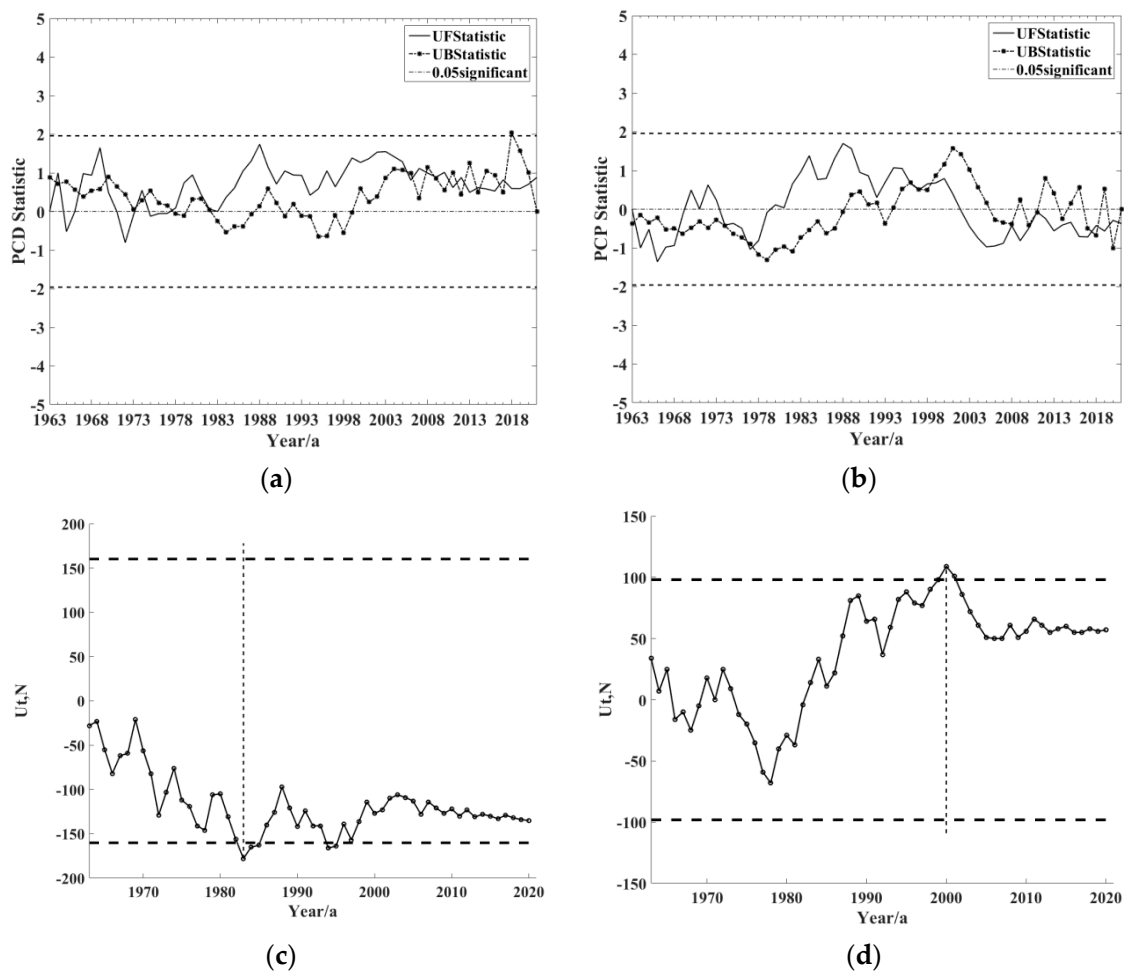 5
4
3
2
1
0
-1
-2
-3
-4
-5
PCD Statistic
UFStatistic
UBStatistic
0.05significant
1963 1968 1973 1978 1983 1988 1993 1998 2003 2008 2013 2018
Year/a
(a)
5
4
3
2
1
0
-1
-2
-3
-4
-5
PCP Statistic
UFStatistic
UBStatistic
0.05significant
1963 1968 1973 1978 1983 1988 1993 1998 2003 2008 2013 2018
Year/a
(b)
200
150
100
50
0
-50
-100
-150
-200
Ut,N
1970 1980 1990 2000 2010 2020
Year/a
(c)
150
100
50
0
-50
-100
-150
Ut,N
1970 1980 1990 2000 2010 2020
Year/a
(d)